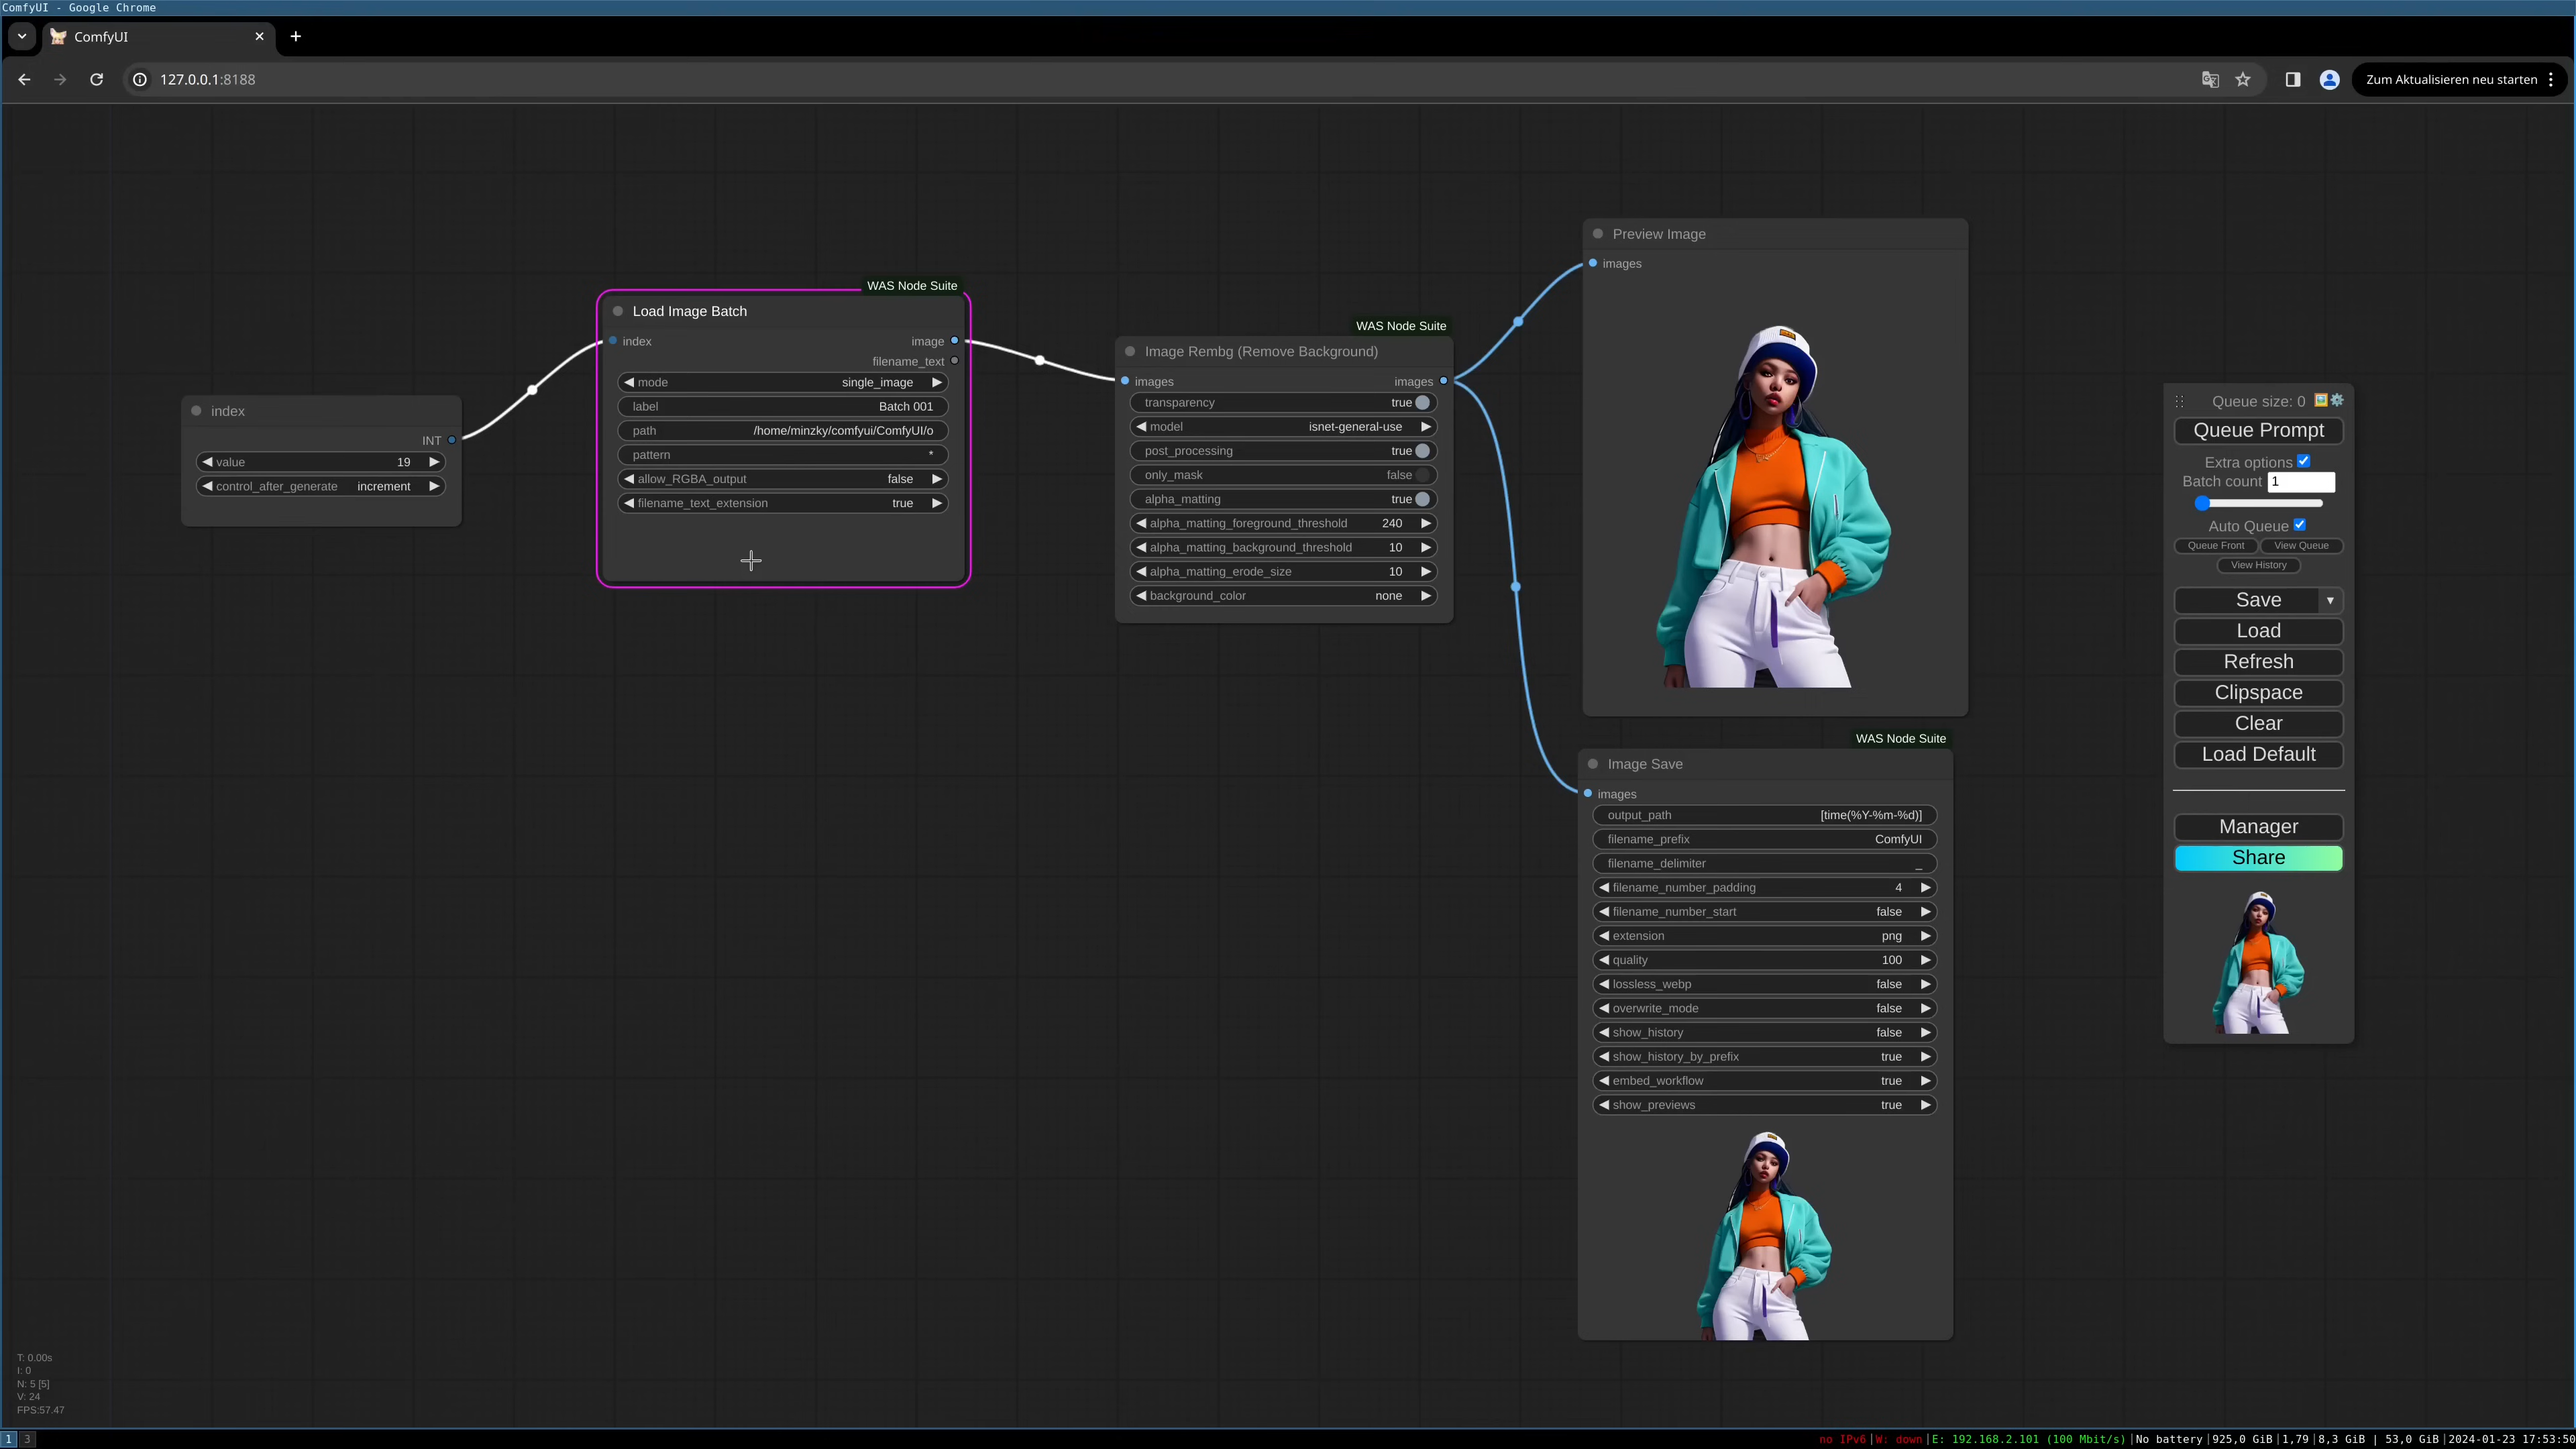 ComfyUI - Google Chrome
ComfyUI
127.0.0.1:8188
Zum Aktualisieren neu starten
index
INT
value 19
control_after_generate increment
WAS Node Suite
Load Image Batch
index image
filename_text
mode single_image
label Batch 001
path /home/minzky/comfyui/ComfyUI/o
pattern *
allow_RGBA_output false
filename_text_extension true
WAS Node Suite
Image Rembg (Remove Background)
images images
transparency true
model isnet-general-use
post_processing true
only_mask false
alpha_matting true
alpha_matting_foreground_threshold 240
alpha_matting_background_threshold 10
alpha_matting_erode_size 10
background_color none
Preview Image
images
WAS Node Suite
Image Save
images
output_path [time(%Y-%m-%d)]
filename_prefix ComfyUI
filename_delimiter _
filename_number_padding 4
filename_number_start false
extension png
quality 100
lossless_webp false
overwrite_mode false
show_history false
show_history_by_prefix true
embed_workflow true
show_previews true
Queue size: 0
Queue Prompt
Extra options
Batch count 1
Auto Queue
Queue Front View Queue
View History
Save
Load
Refresh
Clipspace
Clear
Load Default
Manager
Share
T: 0.00s
I: 0
N: 5 [5]
V: 24
FPS:57.47
1 3
no IPv6|W: down|E: 192.168.2.101 (100 Mbit/s)|No battery|925,0 GiB|1,79|8,3 GiB | 53,0 GiB|2024-01-23 17:53:50